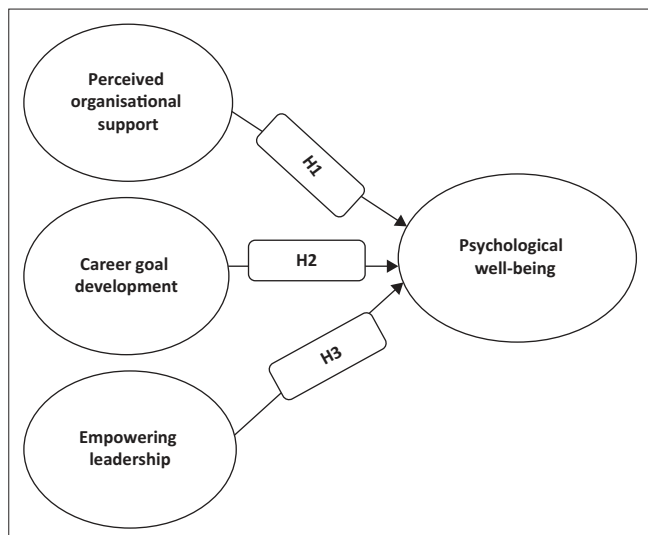 Perceived
organisational
support
H1
Career goal
development
H2
Psychological
well-being
H3
Empowering
leadership